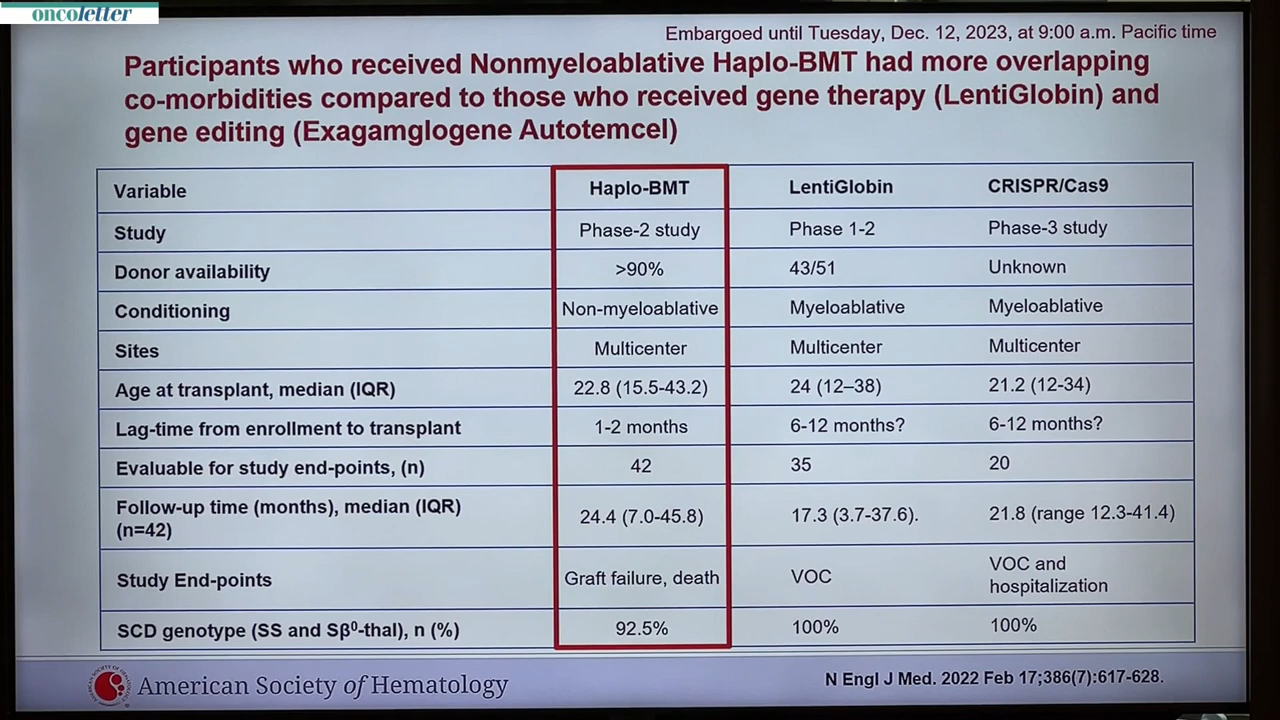 oncoletter
Embargoed until Tuesday, Dec. 12, 2023, at 9:00 a.m. Pacific time
Participants who received Nonmyeloablative Haplo-BMT had more overlapping
co-morbidities compared to those who received gene therapy (LentiGlobin) and
gene editing (Exagamglogene Autotemcel)
Variable Haplo-BMT LentiGlobin CRISPR/Cas9
Study Phase-2 study Phase 1-2 Phase-3 study
Donor availability >90% 43/51 Unknown
Conditioning Non-myeloablative Myeloablative Myeloablative
Sites Multicenter Multicenter Multicenter
Age at transplant, median (IQR) 22.8 (15.5-43.2) 24 (12–38) 21.2 (12-34)
Lag-time from enrollment to transplant 1-2 months 6-12 months? 6-12 months?
Evaluable for study end-points, (n) 42 35 20
Follow-up time (months), median (IQR)
(n=42) 24.4 (7.0-45.8) 17.3 (3.7-37.6). 21.8 (range 12.3-41.4)
Study End-points Graft failure, death VOC VOC and
hospitalization
SCD genotype (SS and Sβ⁰-thal), n (%) 92.5% 100% 100%
American Society of Hematology
N Engl J Med. 2022 Feb 17;386(7):617-628.